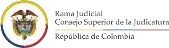 Rama Judicial
Consejo Superior de la Judicatura
República de Colombia